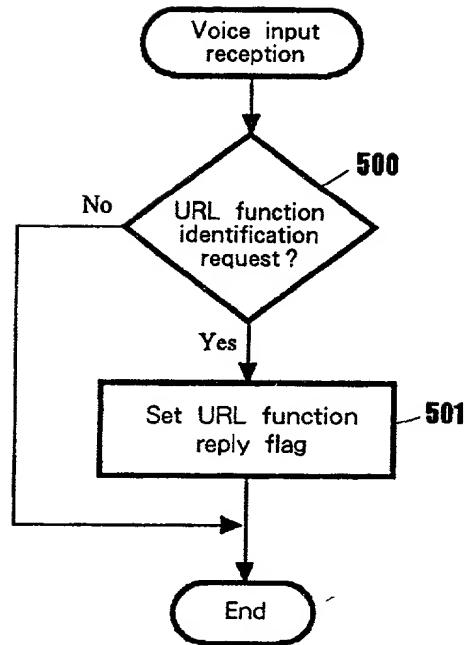 Voice input
reception
500
No
URL function
identification
request?
Yes
Set URL function
reply flag
501
End